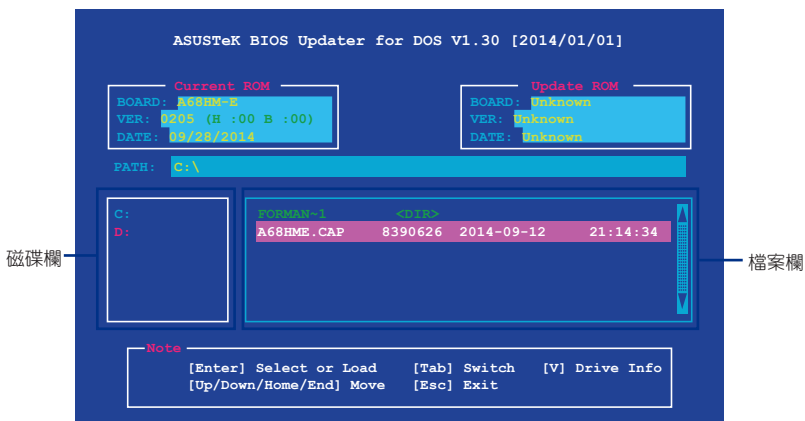 ASUSTeK BIOS Updater for DOS V1.30 [2014/01/01]
Current ROM
BOARD: A68HM-E
VER: 0205 (H :00 B :00)
DATE: 09/28/2014
Update ROM
BOARD: Unknown
VER: Unknown
DATE: Unknown
PATH: C:\
C:
D:
FORMAN~1 <DIR>
A68HME.CAP 8390626 2014-09-12 21:14:34
磁碟欄
檔案欄
Note
[Enter] Select or Load [Tab] Switch [V] Drive Info
[Up/Down/Home/End] Move [Esc] Exit